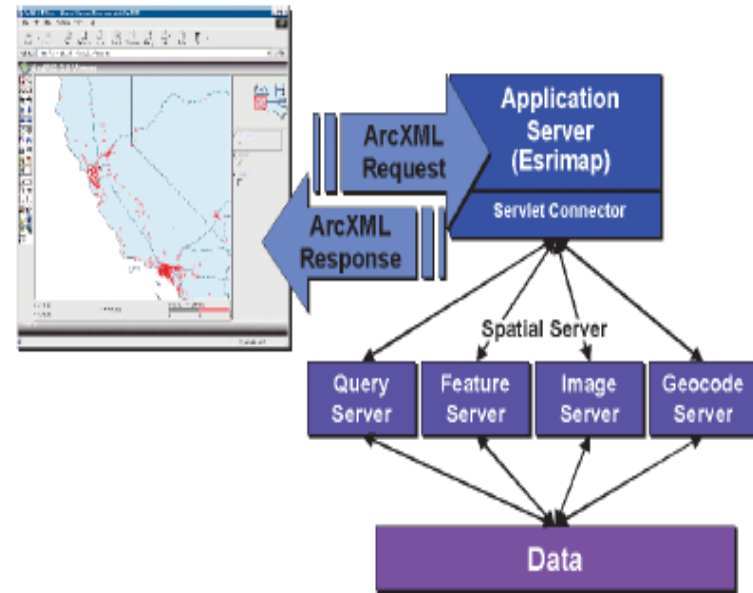 ArcXML
Request
ArcXML
Response
Application
Server
(Esrimap)
Servlet Connector
Spatial Server
Query
Server
Feature
Server
Image
Server
Geocode
Server
Data